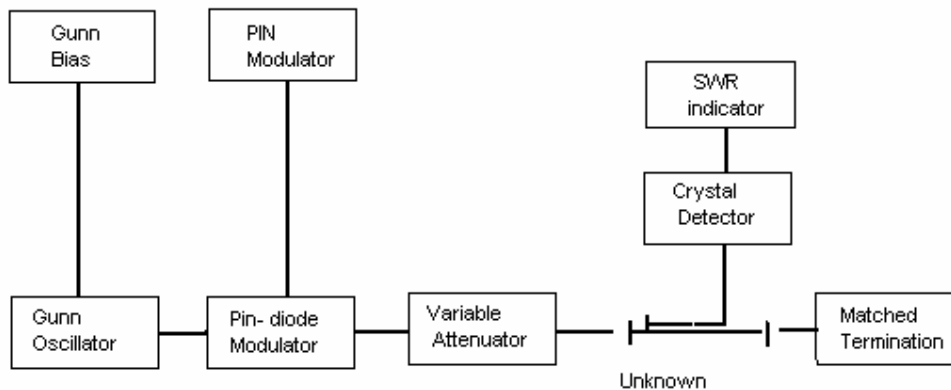 Gunn
Bias
PIN
Modulator
SWR
indicator
Crystal
Detector
Gunn
Oscillator
Pin- diode
Modulator
Variable
Attenuator
Matched
Termination
Unknown